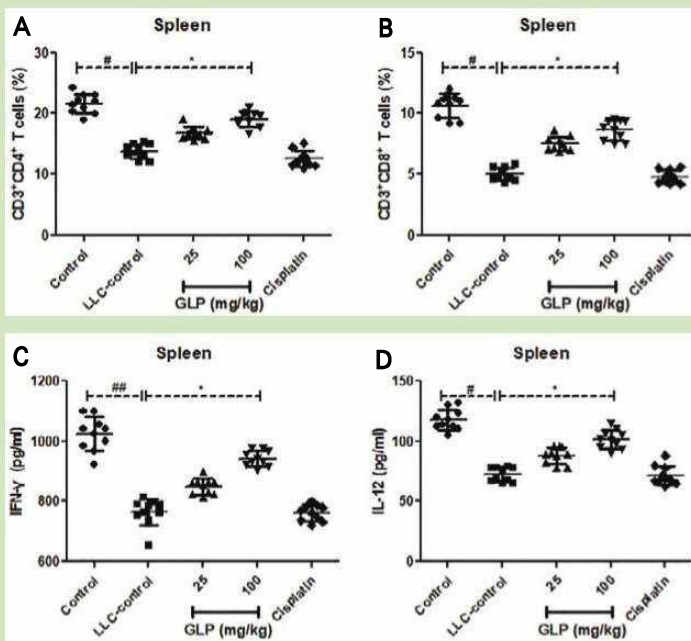 A
Spleen
CD3⁺CD4⁺ T cells (%)
30
20
10
0
#
*
Control
LLC-control
25
100
Cisplatin
GLP (mg/kg)
B
Spleen
CD3⁺CD8⁺ T cells (%)
15
10
5
0
#
*
Control
LLC-control
25
100
Cisplatin
GLP (mg/kg)
C
Spleen
IFN-γ (pg/ml)
1200
1000
800
600
##
*
Control
LLC-control
25
100
Cisplatin
GLP (mg/kg)
D
Spleen
IL-12 (pg/ml)
150
100
50
0
#
*
Control
LLC-control
25
100
Cisplatin
GLP (mg/kg)